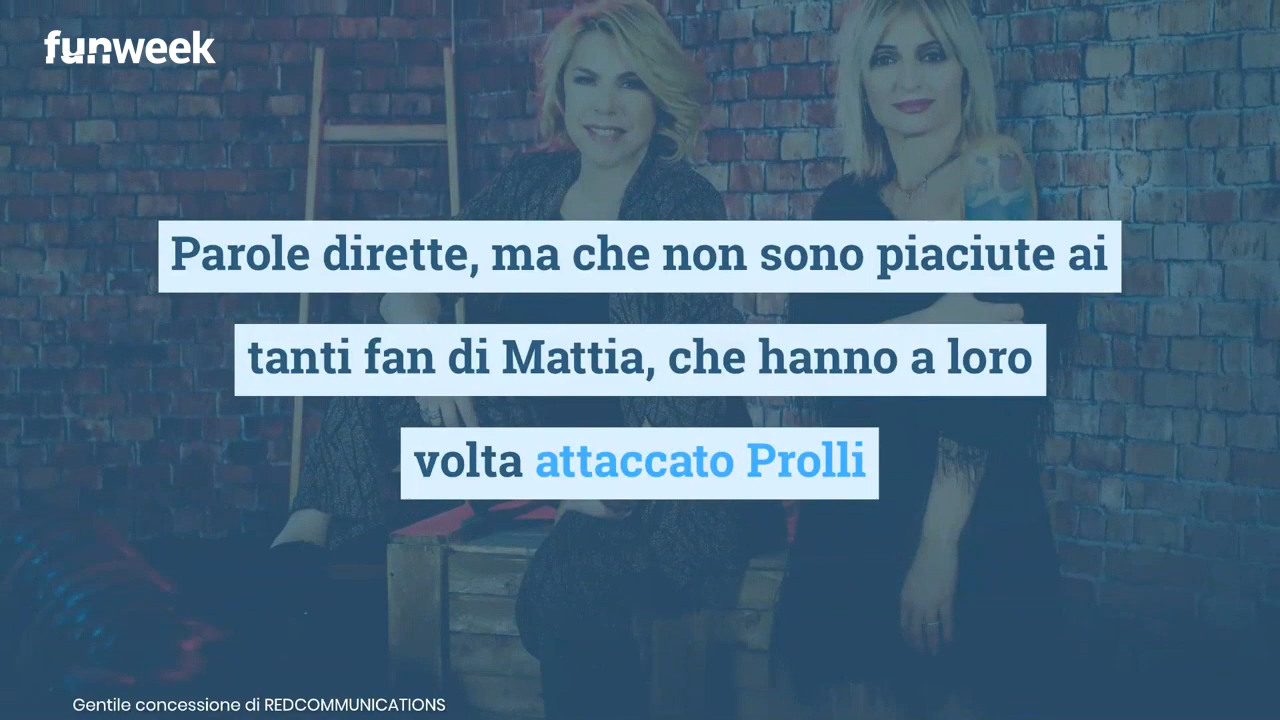 funweek
Parole dirette, ma che non sono piaciute ai
tanti fan di Mattia, che hanno a loro
volta attaccato Prolli
Gentile concessione di REDCOMMUNICATIONS